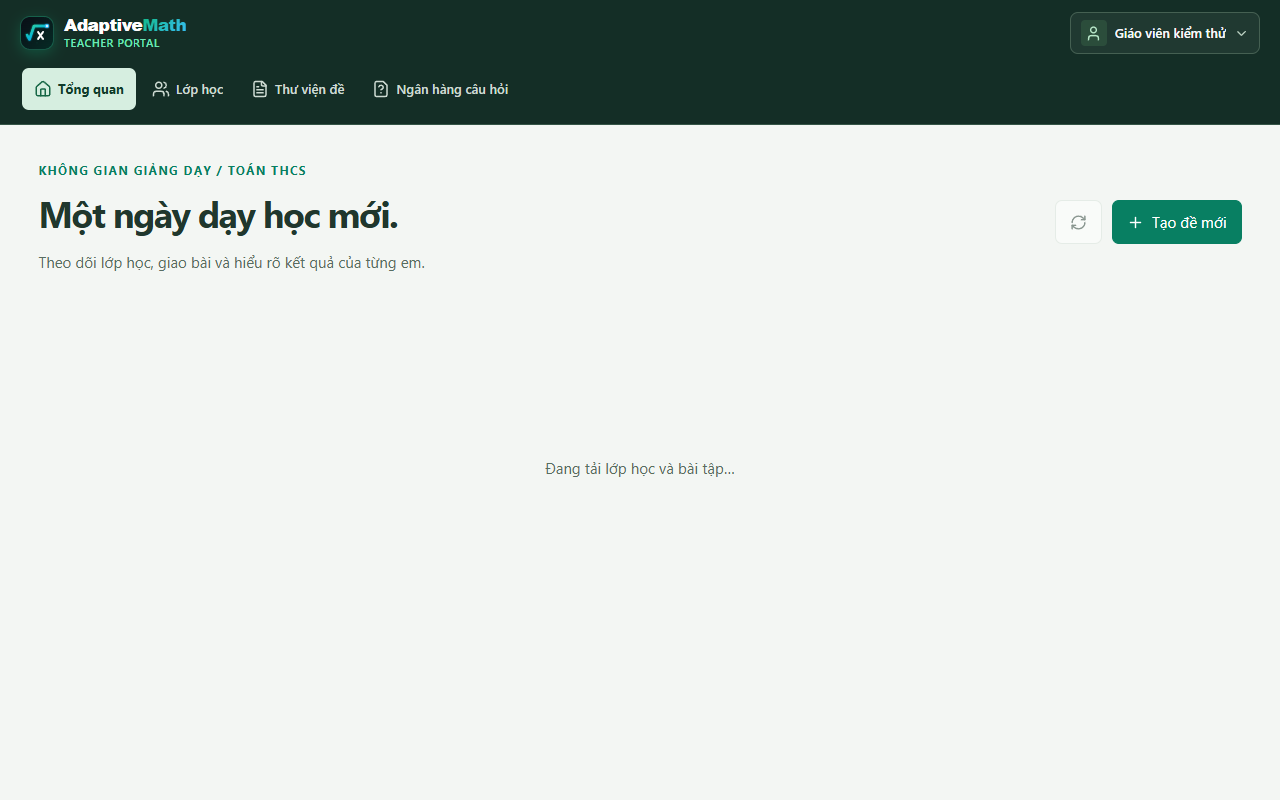 AdaptiveMath
TEACHER PORTAL
Giáo viên kiểm thử
Tổng quan
Lớp học
Thư viện đề
Ngân hàng câu hỏi
KHÔNG GIAN GIẢNG DẠY / TOÁN THCS
Một ngày dạy học mới.
Tạo đề mới
Theo dõi lớp học, giao bài và hiểu rõ kết quả của từng em.
Đang tải lớp học và bài tập...